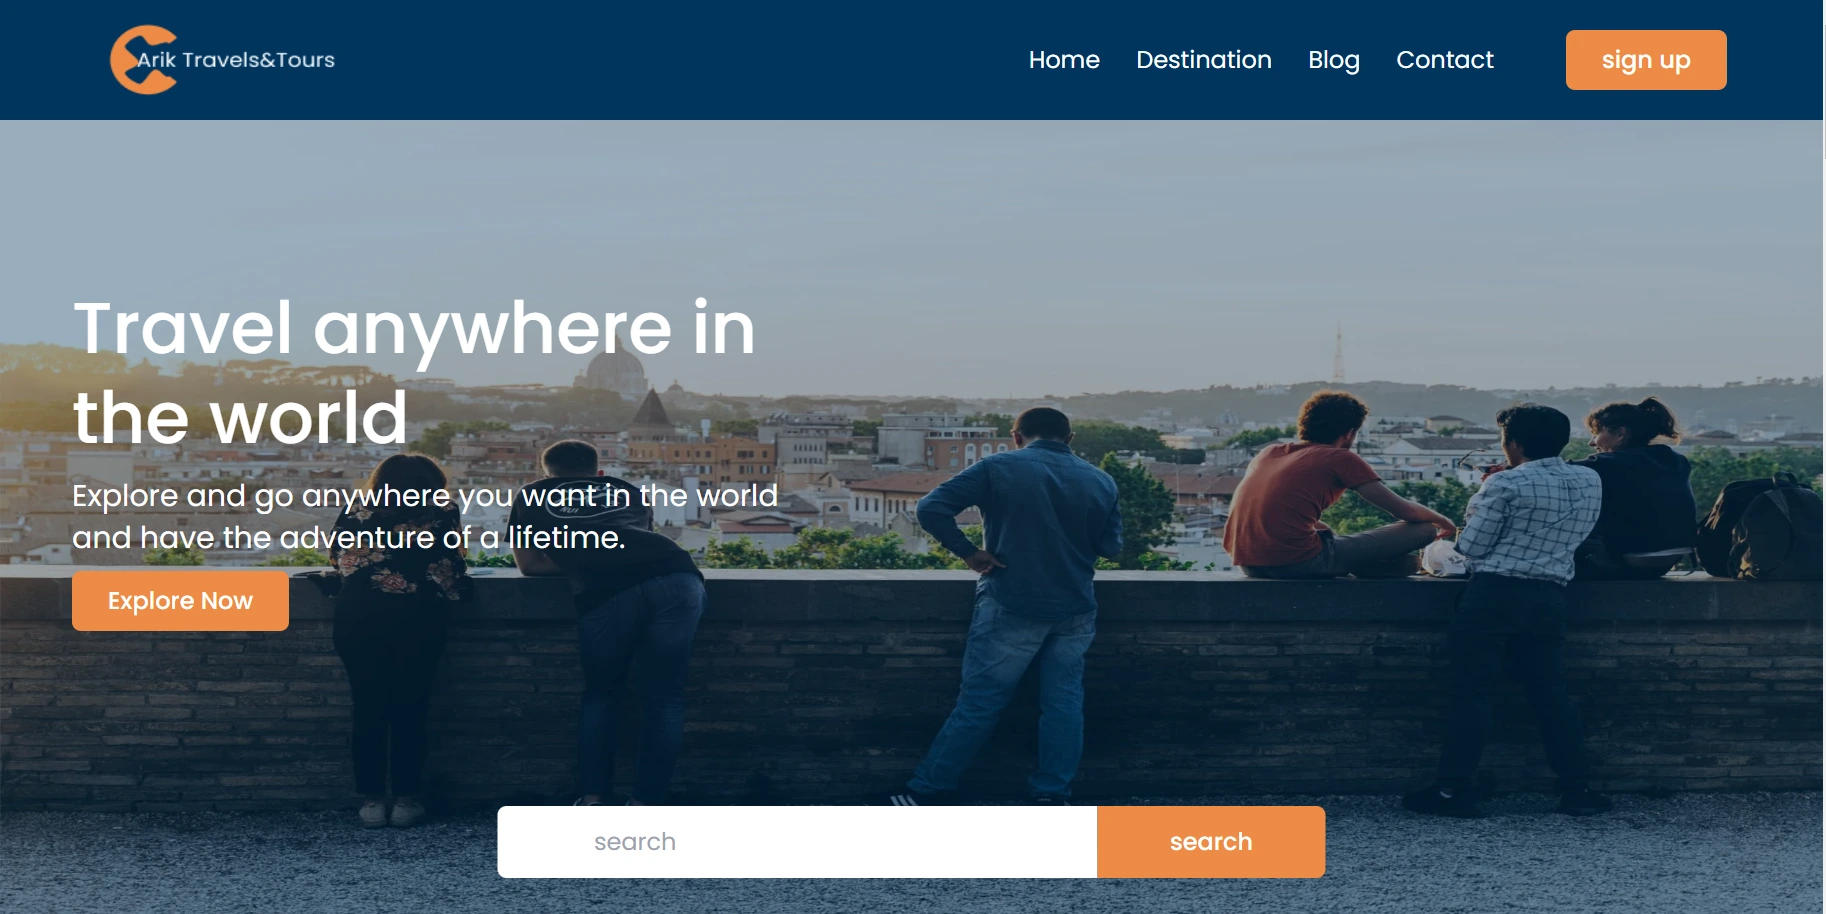 Arik Travels&Tours
Home
Destination
Blog
Contact
sign up
Travel anywhere in
the world
Explore and go anywhere you want in the world
and have the adventure of a lifetime.
Explore Now
search
search